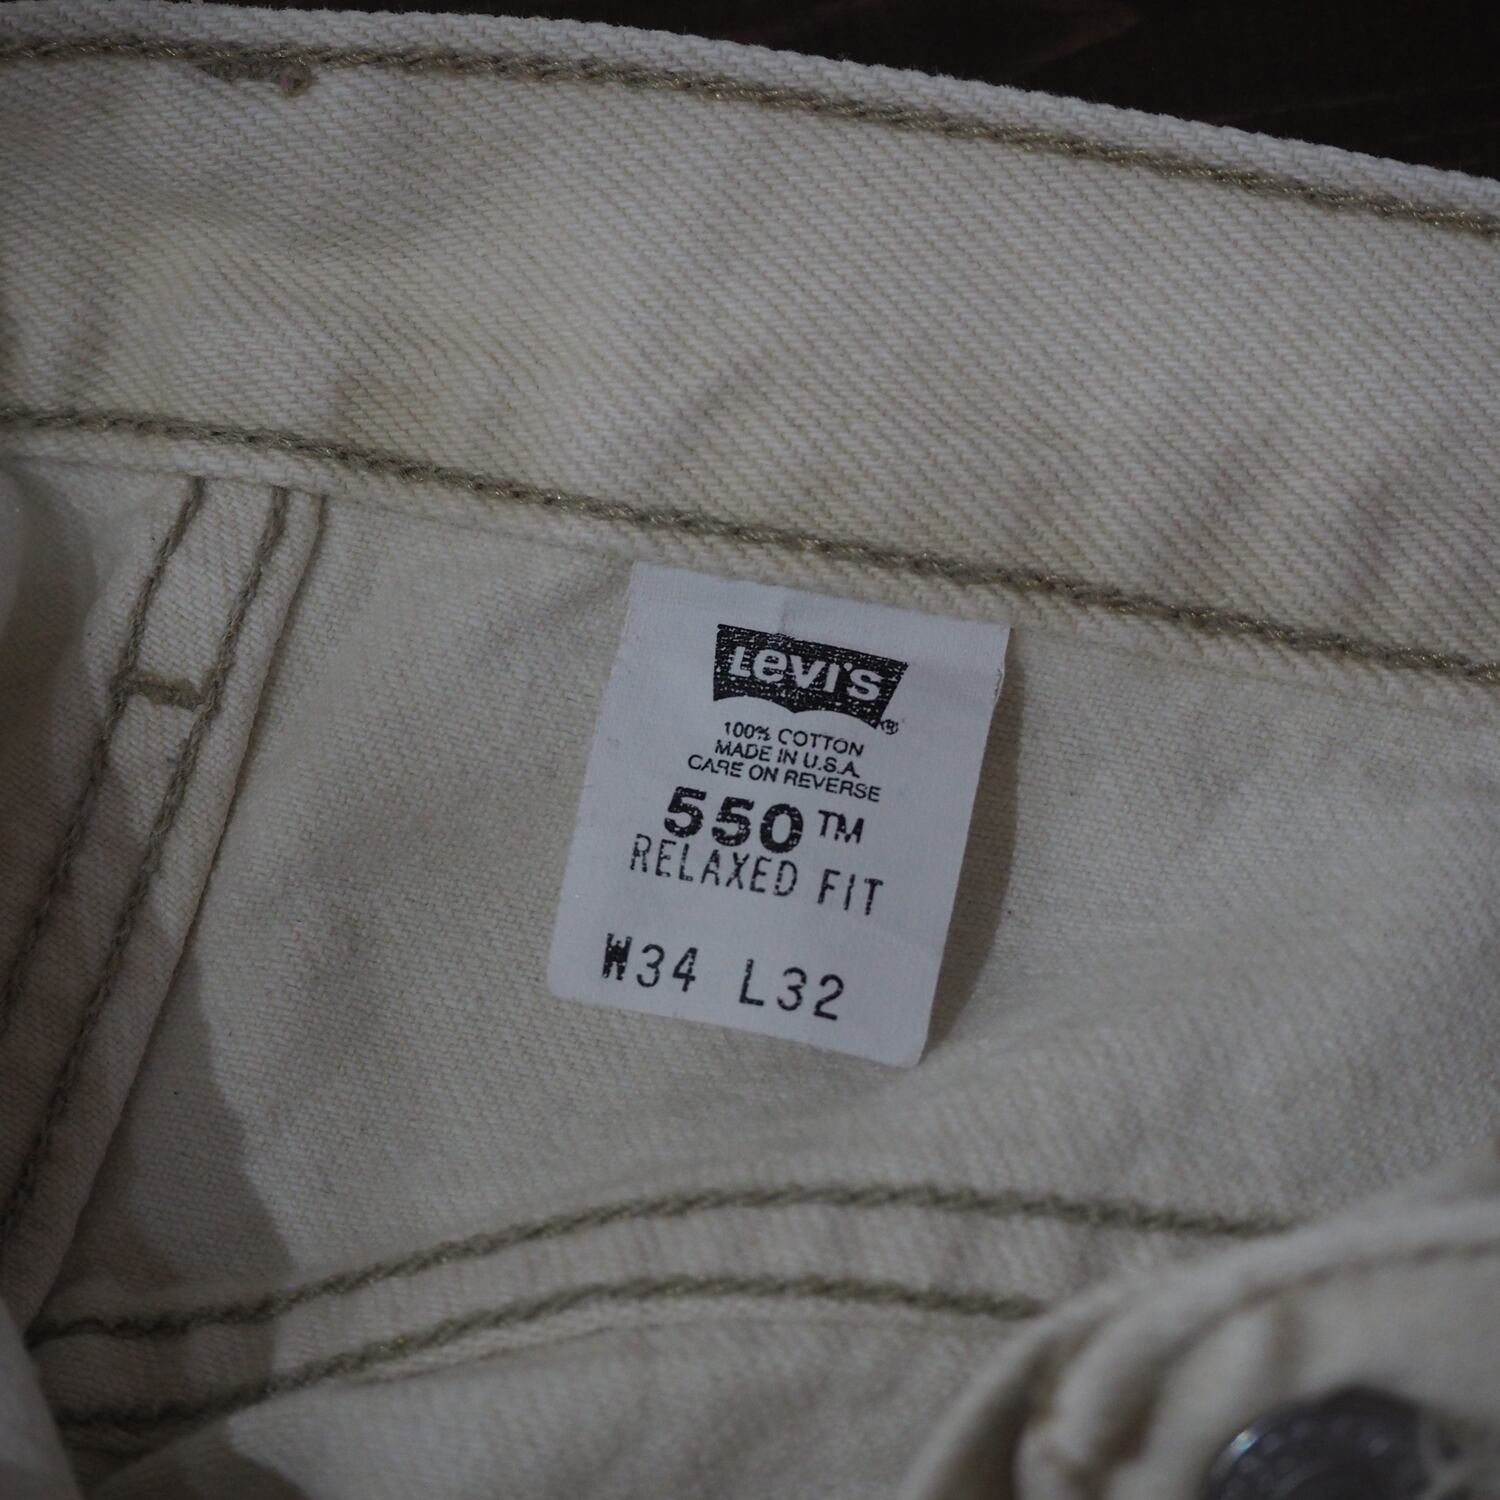 LEVI'S®
100% COTTON
MADE IN U.S.A.
CARE ON REVERSE
550™
RELAXED FIT
W34 L32